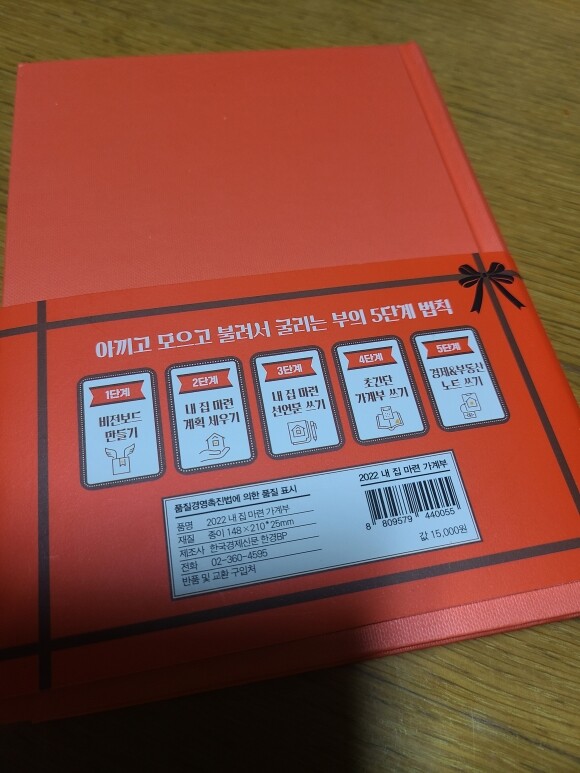 아끼고 모으고 불려서 굴리는 부의 5단계 법칙
1단계
비전보드
만들기
2단계
내 집 마련
계획 세우기
3단계
내 집 마련
선언문 쓰기
4단계
초간단
가계부 쓰기
5단계
경제&부동산
노트 쓰기
품질경영촉진법에 의한 품질 표시
품명 2022 내 집 마련 가계부
재질 종이 148×210*25mm
제조사 한국경제신문 한경BP
전화 02-360-4595
반품 및 교환 구입처
2022 내 집 마련 가계부
8 809579 440055
값 15,000원